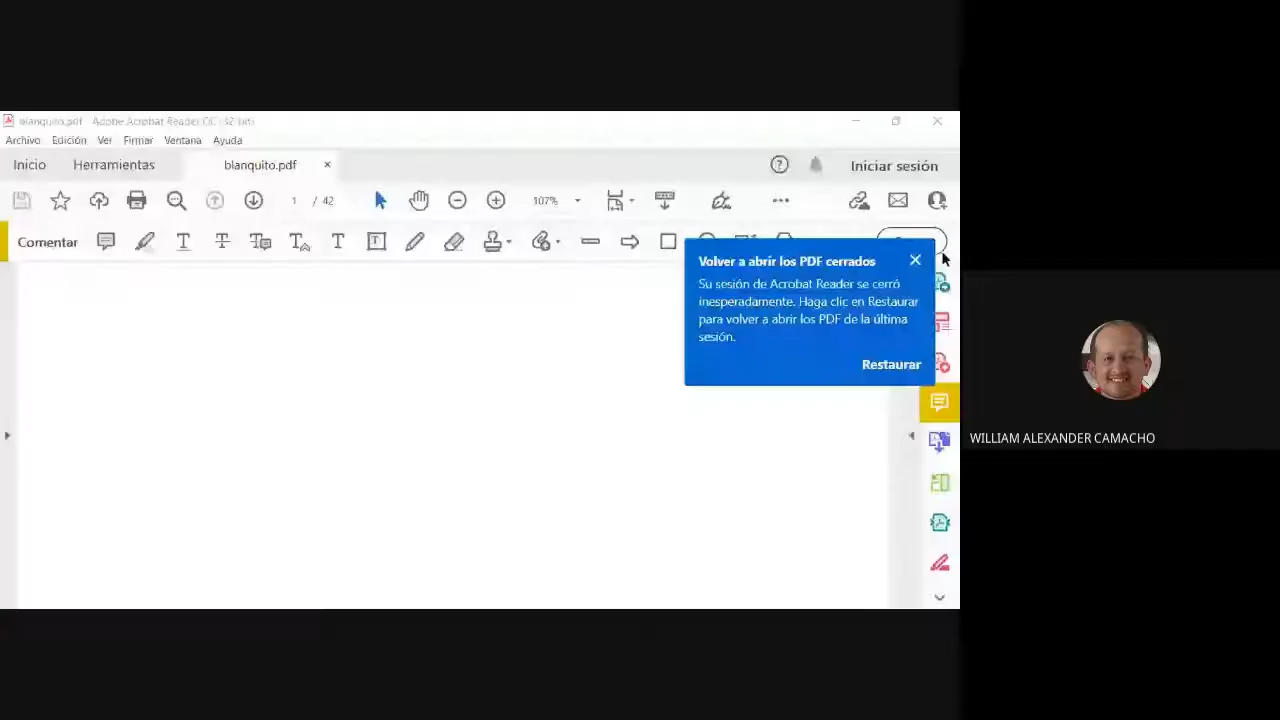 blanquito.pdf - Adobe Acrobat Reader DC (32-bit)
Archivo Edición Ver Firmar Ventana Ayuda
Inicio Herramientas blanquito.pdf Iniciar sesión
1 / 42 107%
Comentar
Volver a abrir los PDF cerrados
Su sesión de Acrobat Reader se cerró
inesperadamente. Haga clic en Restaurar
para volver a abrir los PDF de la última
sesión.
Restaurar
WILLIAM ALEXANDER CAMACHO